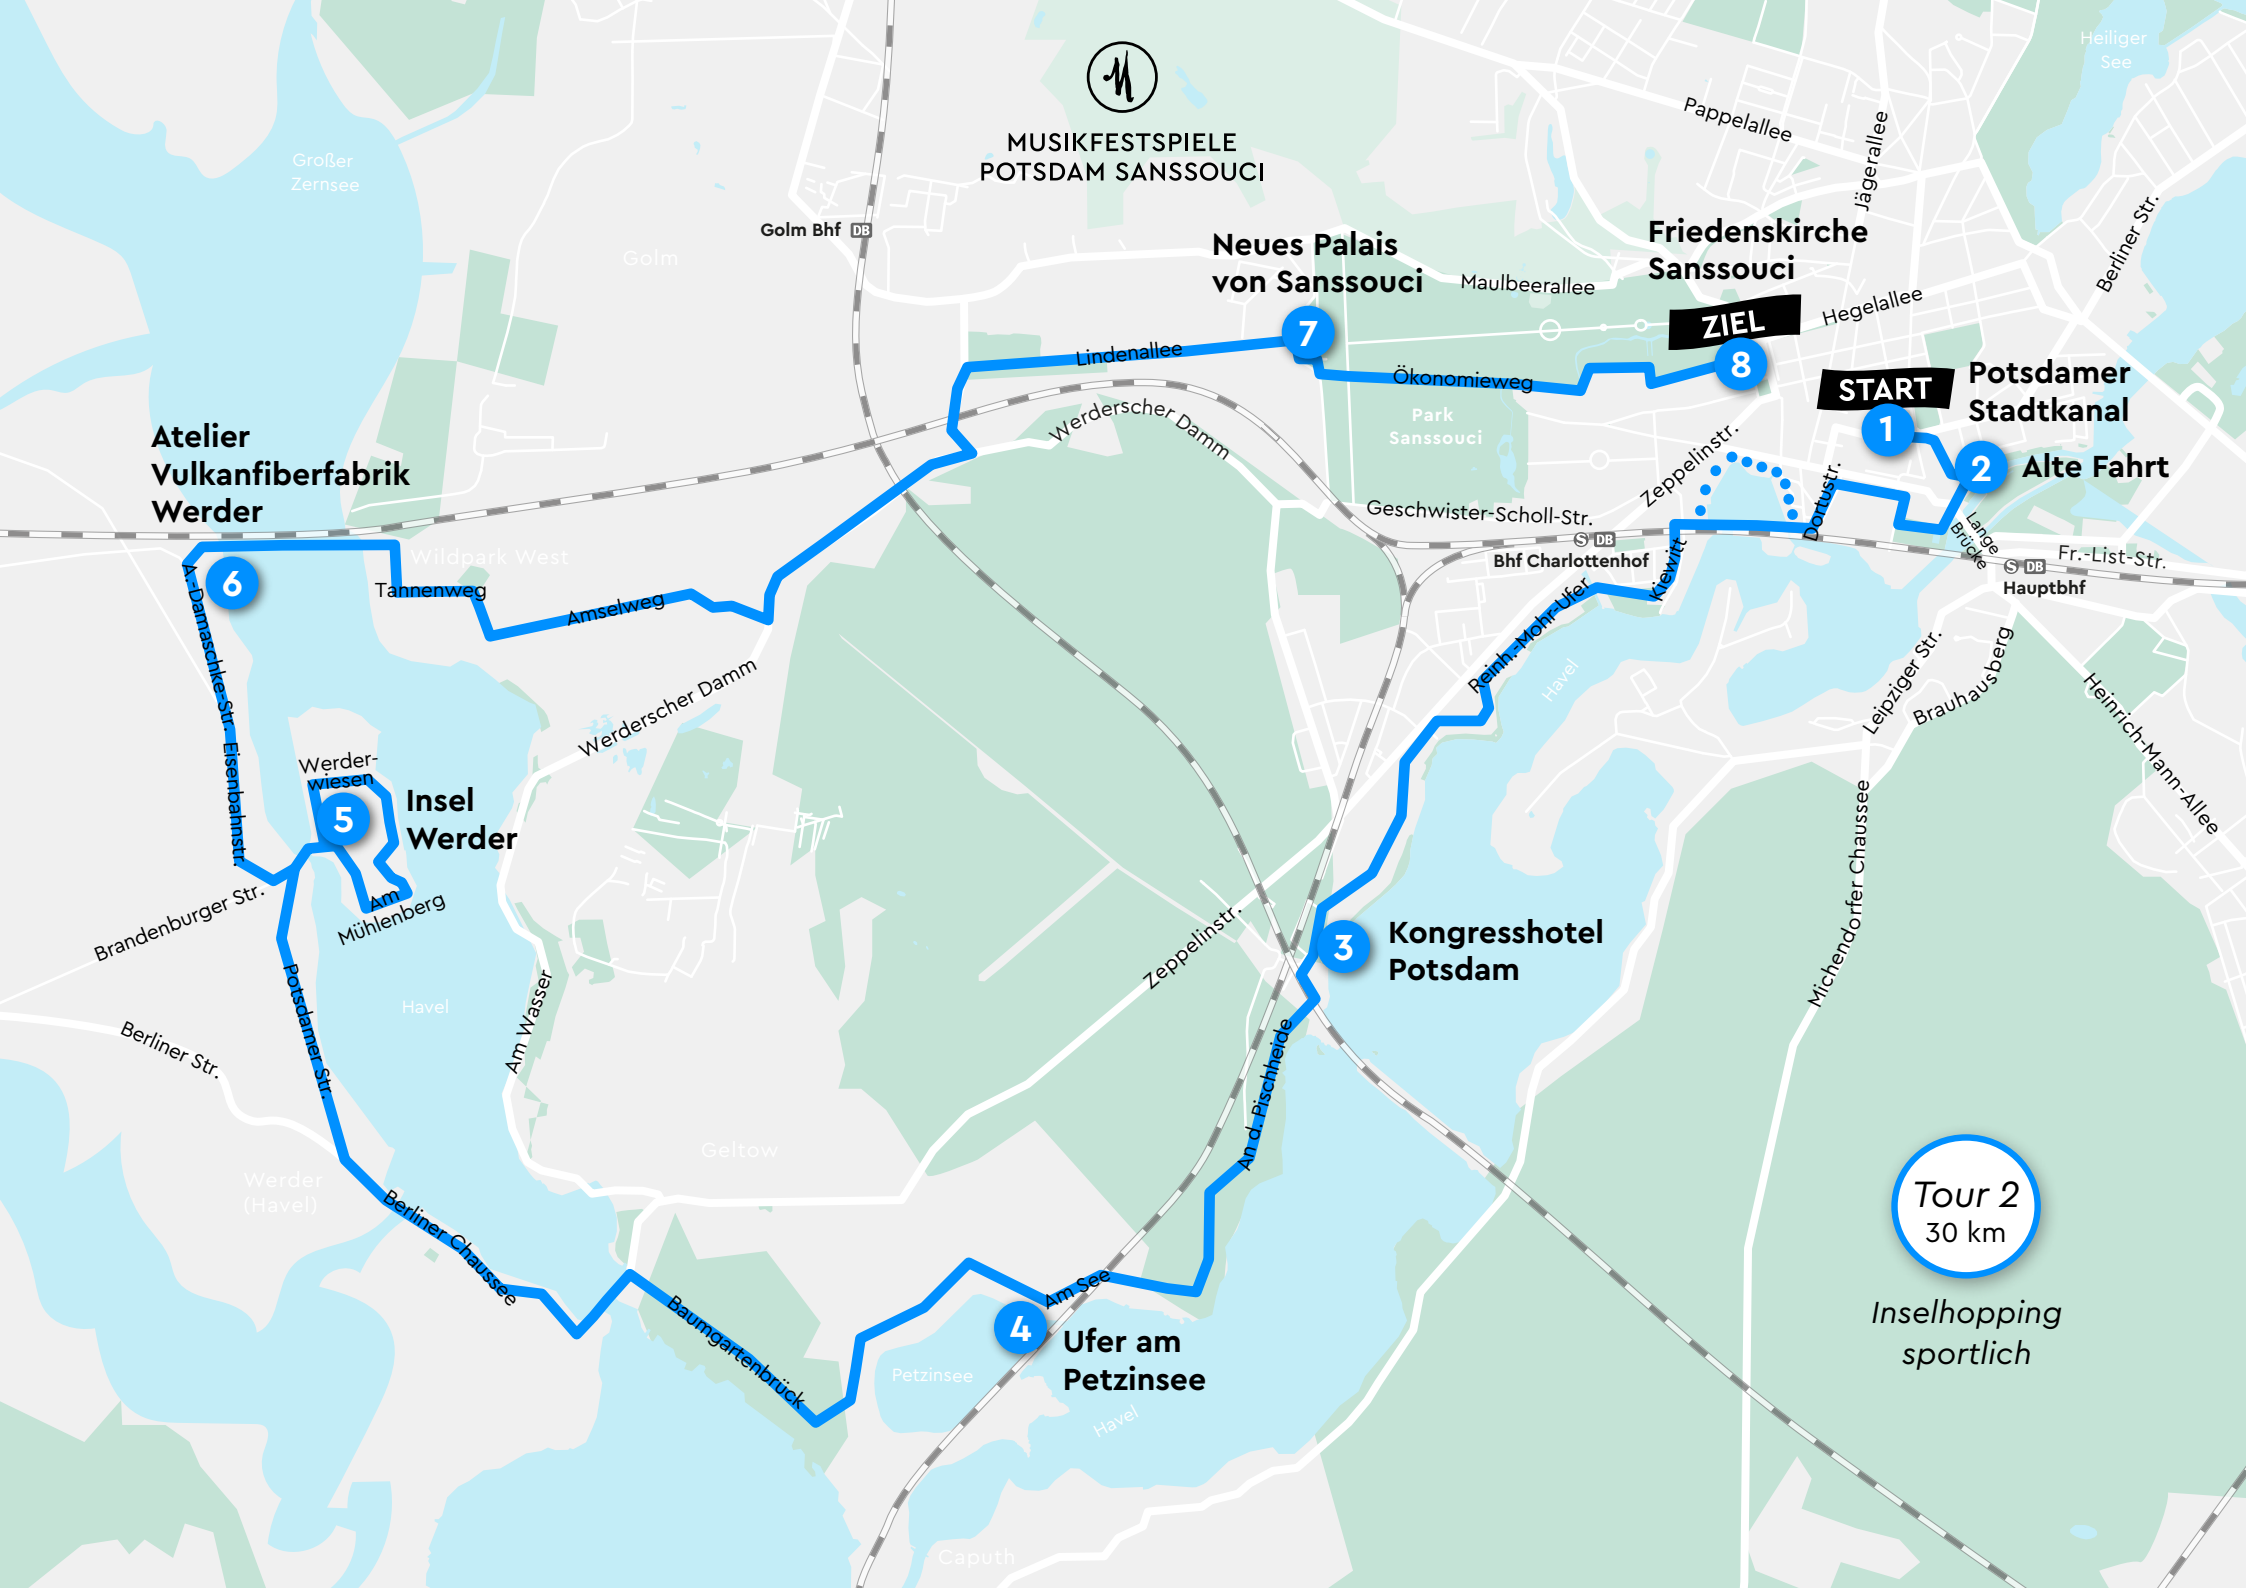 Heiliger
See
MUSIKFESTSPIELE
POTSDAM SANSSOUCI
Pappelallee
Jägerallee
Großer
Zernsee
Berliner Str.
Golm Bhf DB
Golm
Neues Palais
von Sanssouci
Maulbeerallee
Friedenskirche
Sanssouci
Hegelallee
ZIEL
7
8
Lindenallee
Ökonomieweg
START
1
Potsdamer
Stadtkanal
2
Alte Fahrt
Park
Sanssouci
Werderscher Damm
Zeppelinstr.
Dortustr.
Geschwister-Scholl-Str.
S DB
Bhf Charlottenhof
Kiewitt
Lange
Brücke
Fr.-List-Str.
S DB
Hauptbhf
Atelier
Vulkanfiberfabrik
Werder
6
Wildpark West
Tannenweg
Amselweg
A.-Damaschke-Str.
Eisenbahnstr.
Werderscher Damm
Reinh.-Mohr-Ufer
Havel
Leipziger Str.
Brauhausberg
Heinrich-Mann-Allee
Michendorfer Chaussee
Werder-
wiesen
5
Insel
Werder
Am
Mühlenberg
Brandenburger Str.
Havel
Am Wasser
Zeppelinstr.
3
Kongresshotel
Potsdam
Potsdamer Str.
Berliner Str.
An d. Pischheide
Geltow
Werder
(Havel)
Berliner Chaussee
Baumgartenbrück
Am See
4
Ufer am
Petzinsee
Petzinsee
Havel
Caputh
Tour 2
30 km
Inselhopping
sportlich